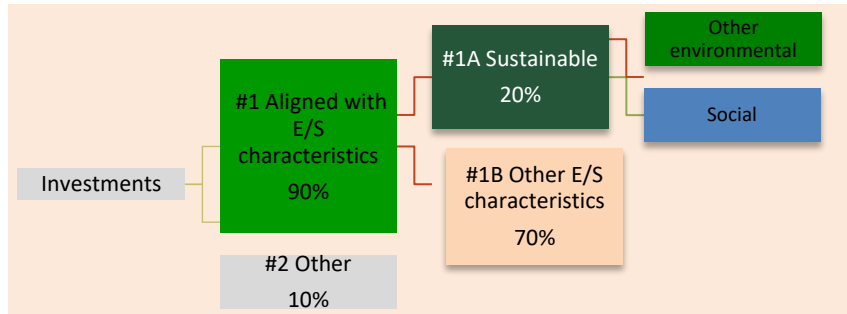 Investments
#1 Aligned with
E/S
characteristics
90%
#2 Other
10%
#1A Sustainable
20%
#1B Other E/S
characteristics
70%
Other
environmental
Social